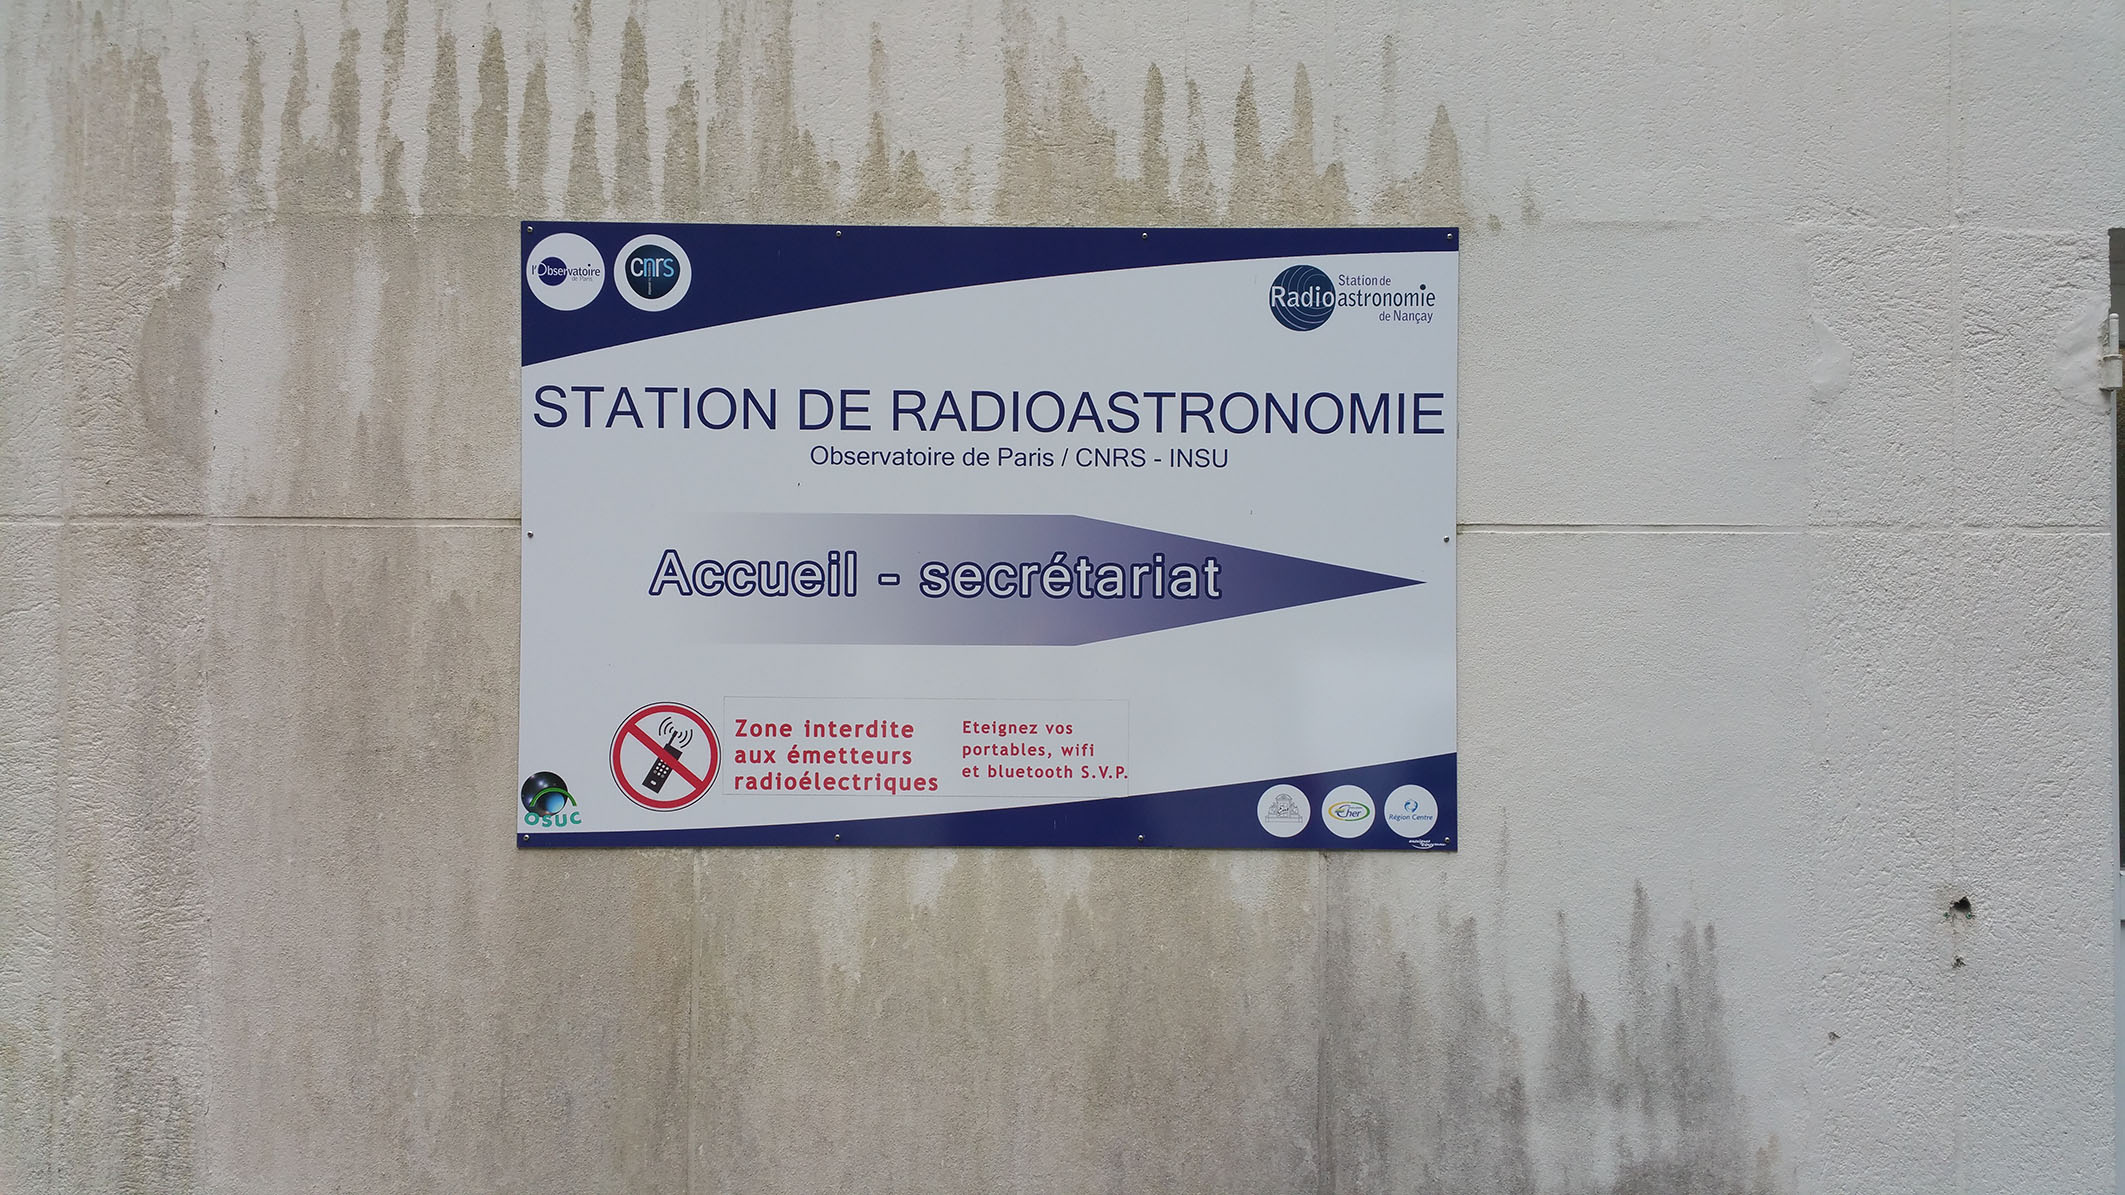 l'Observatoire
de Paris
cnrs
Station de
Radioastronomie
de Nançay
STATION DE RADIOASTRONOMIE
Observatoire de Paris / CNRS - INSU
Accueil - secrétariat
Zone interdite
aux émetteurs
radioélectriques
Eteignez vos
portables, wifi
et bluetooth S.V.P.
OSUC
Cher
Région Centre